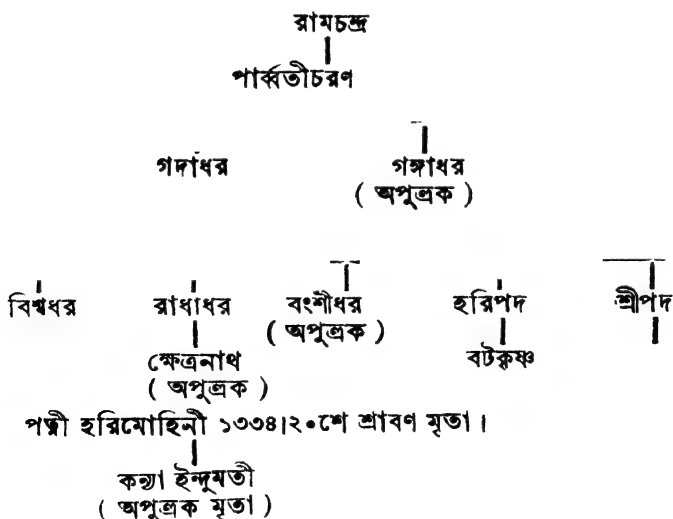 রামচন্দ্র
পার্ব্বতীচরণ
গদাধর গঙ্গাধর
( অপুত্রক )
বিশ্বধর রাধাধর বংশীধর হরিপদ শ্রীপদ
( অপুত্রক )
ক্ষেত্রনাথ বটকৃষ্ণ
( অপুত্রক )
পত্নী হরিমোহিনী ১৩৩৪।২০শে শ্রাবণ মৃতা।
কন্যা ইন্দুমতী
( অপুত্রক মৃতা )